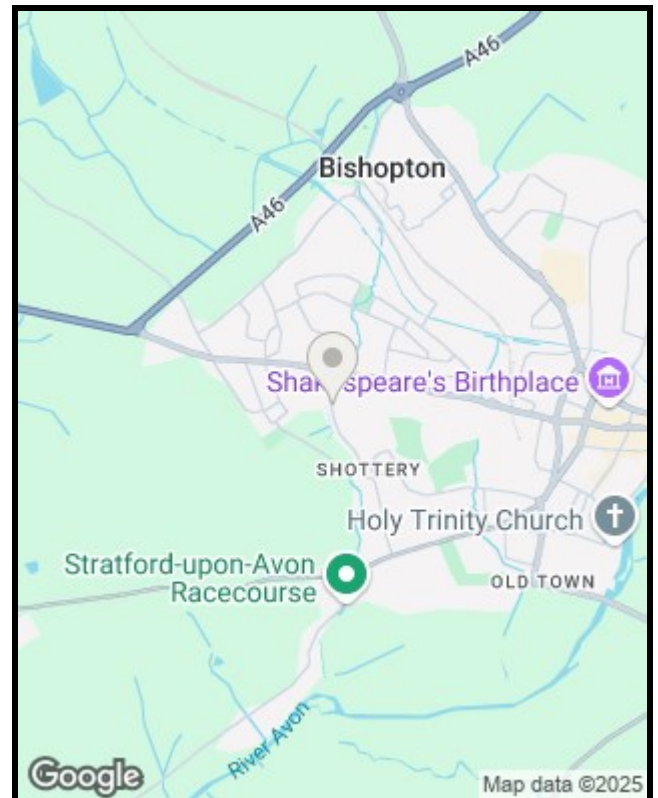 A46
Bishopton
A46
Shakespeare's Birthplace
SHOTTERY
Holy Trinity Church
Stratford-upon-Avon
Racecourse
OLD TOWN
River Avon
Google
Map data ©2025